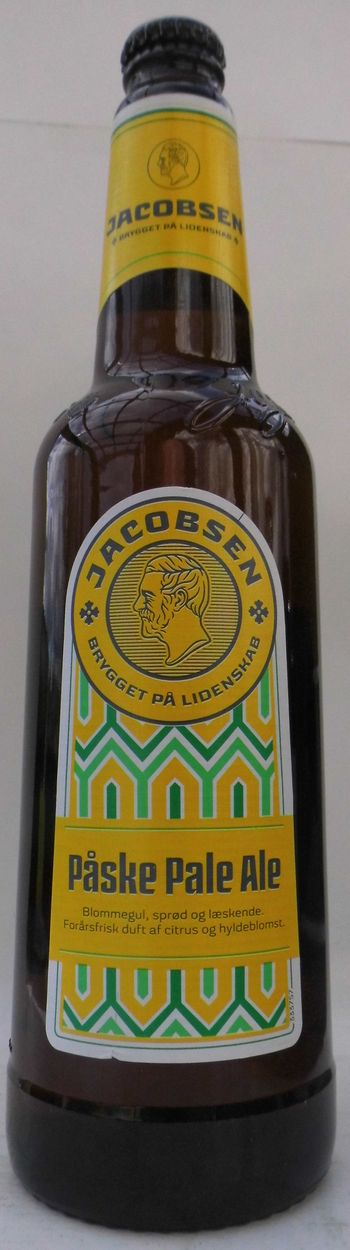 JACOBSEN
BRYGGET PÅ LIDENSKAB
JACOBSEN
BRYGGET PÅ LIDENSKAB
Påske Pale Ale
Blommegul, sprød og læskende.
Forårsfrisk duft af citrus og hyldeblomst.